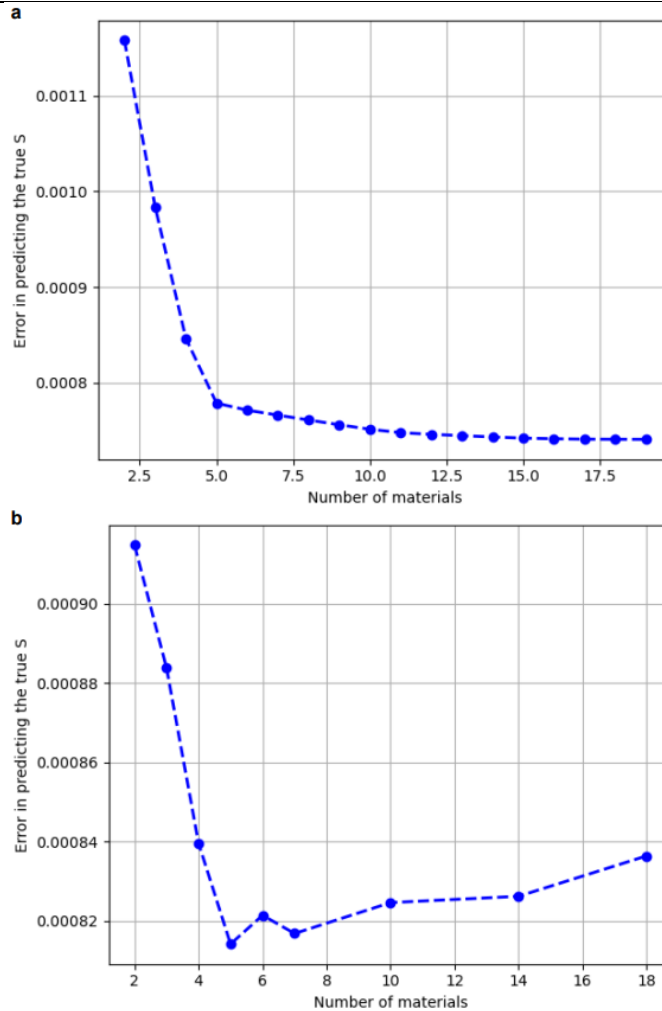 a
Error in predicting the true S
0.0011
0.0010
0.0009
0.0008
2.5 5.0 7.5 10.0 12.5 15.0 17.5
Number of materials
b
Error in predicting the true S
0.00090
0.00088
0.00086
0.00084
0.00082
2 4 6 8 10 12 14 16 18
Number of materials